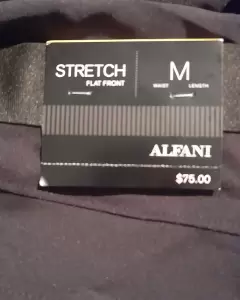 STRETCH M
FLAT FRONT WAIST LENGTH
ALFANI
$75.00